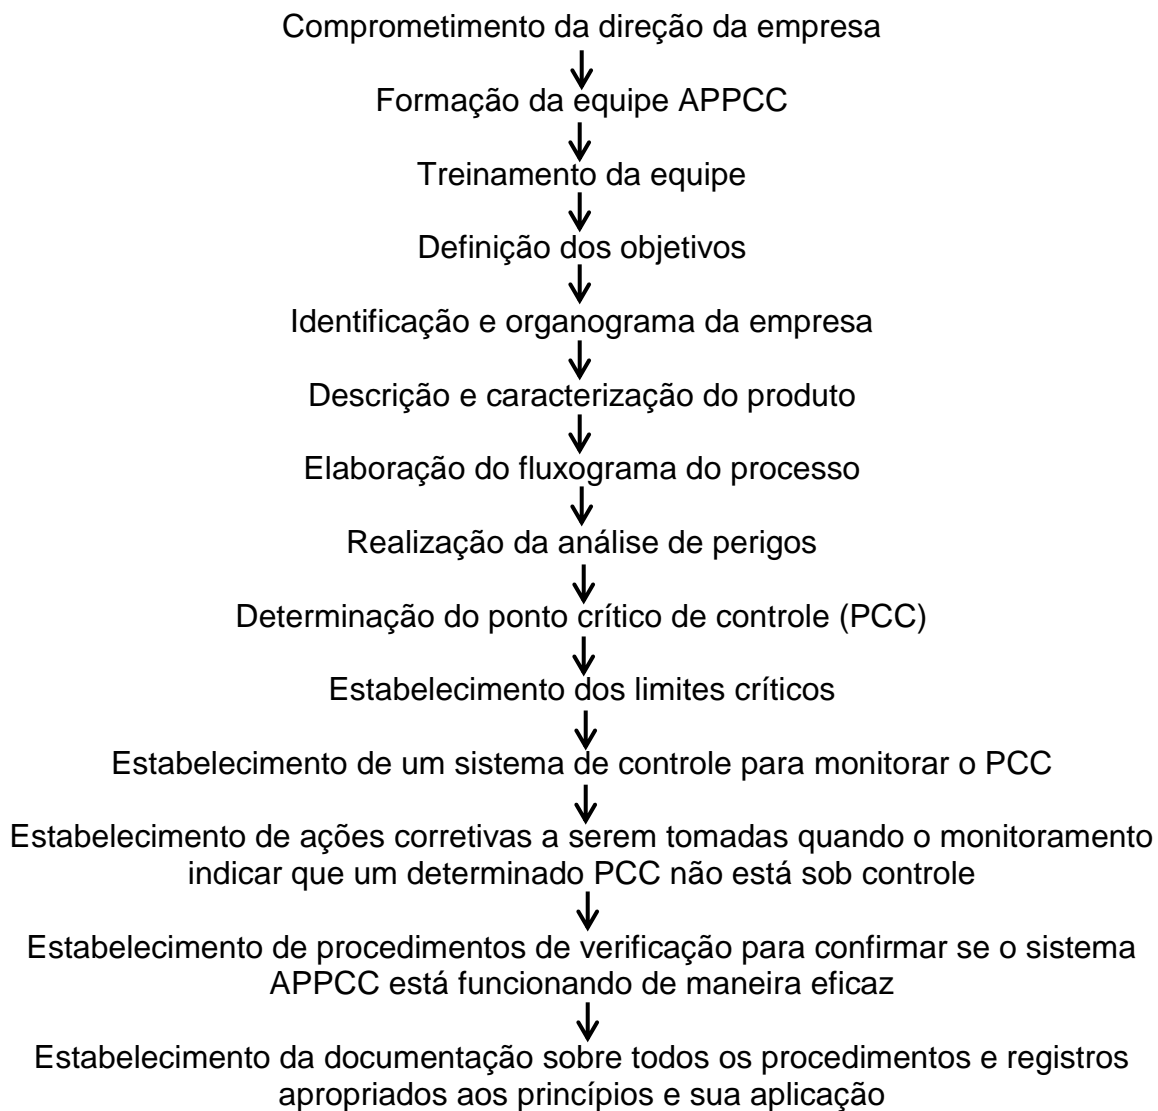 Comprometimento da direção da empresa
Formação da equipe APPCC
Treinamento da equipe
Definição dos objetivos
Identificação e organograma da empresa
Descrição e caracterização do produto
Elaboração do fluxograma do processo
Realização da análise de perigos
Determinação do ponto crítico de controle (PCC)
Estabelecimento dos limites críticos
Estabelecimento de um sistema de controle para monitorar o PCC
Estabelecimento de ações corretivas a serem tomadas quando o monitoramento
indicar que um determinado PCC não está sob controle
Estabelecimento de procedimentos de verificação para confirmar se o sistema
APPCC está funcionando de maneira eficaz
Estabelecimento da documentação sobre todos os procedimentos e registros
apropriados aos princípios e sua aplicação